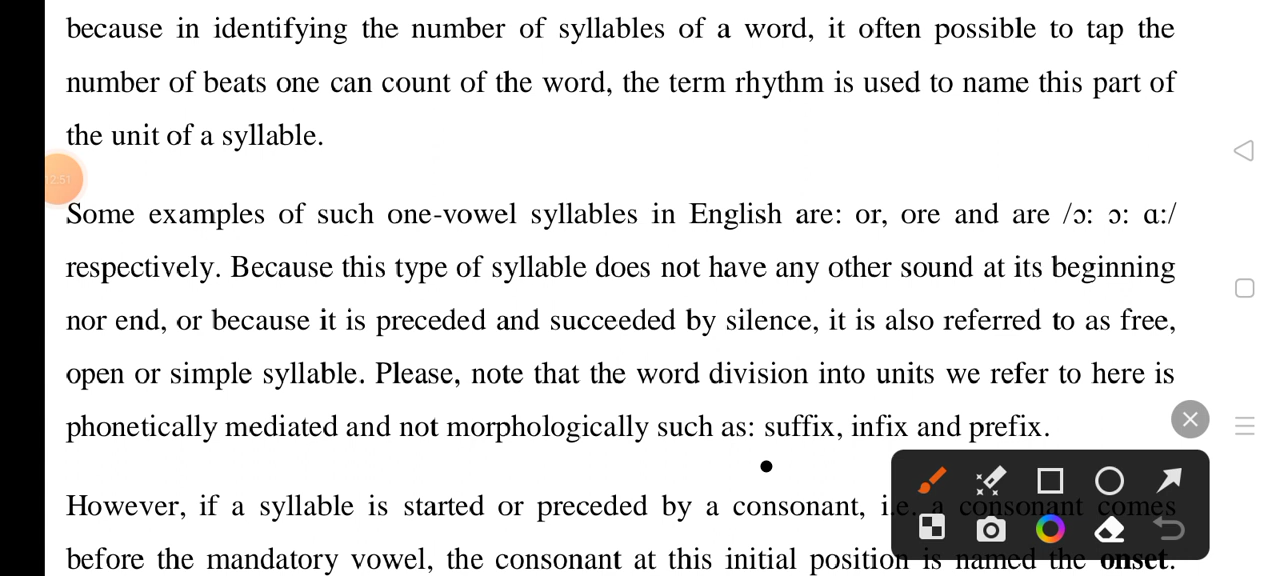 because in identifying the number of syllables of a word, it often possible to tap the
number of beats one can count of the word, the term rhythm is used to name this part of
the unit of a syllable.
12:51
Some examples of such one-vowel syllables in English are: or, ore and are /ɔ: ɔ: ɑ:/
respectively. Because this type of syllable does not have any other sound at its beginning
nor end, or because it is preceded and succeeded by silence, it is also referred to as free,
open or simple syllable. Please, note that the word division into units we refer to here is
phonetically mediated and not morphologically such as: suffix, infix and prefix.
However, if a syllable is started or preceded by a consonant, i.e. a consonant comes
before the mandatory vowel, the consonant at this initial position is named the onset.